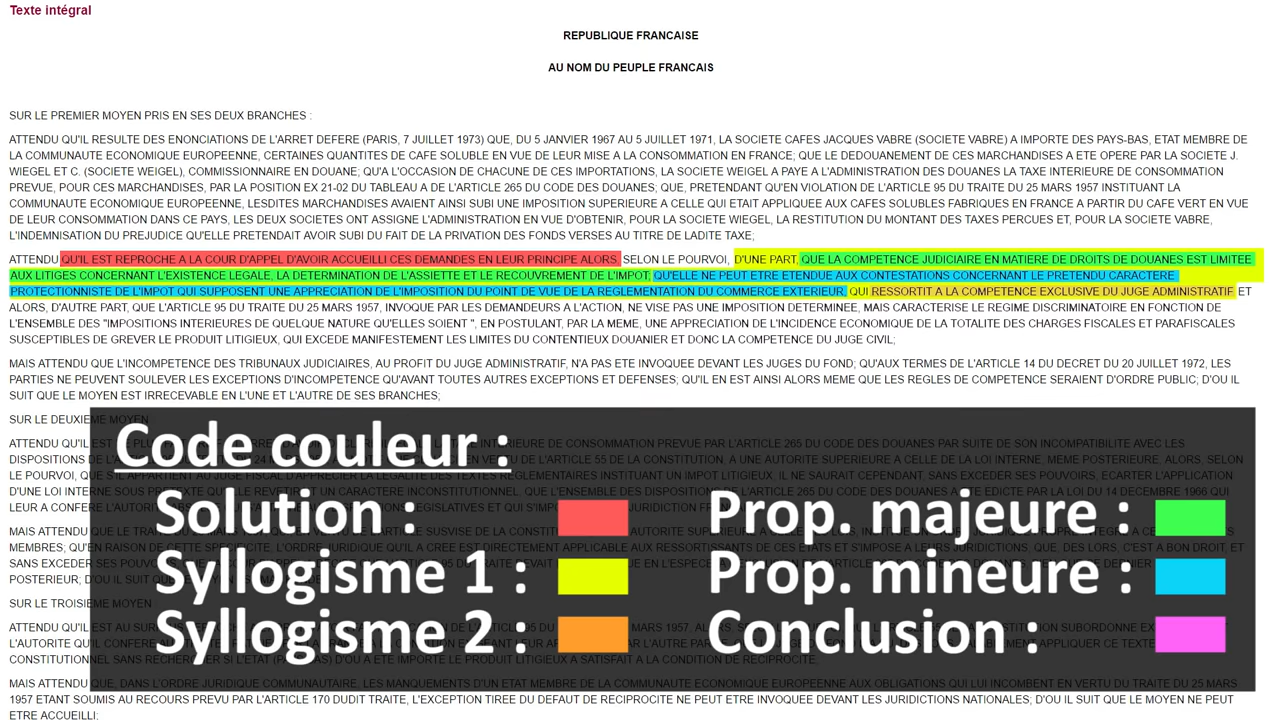 Texte intégral
REPUBLIQUE FRANCAISE
AU NOM DU PEUPLE FRANCAIS
SUR LE PREMIER MOYEN PRIS EN SES DEUX BRANCHES :
ATTENDU QU'IL RESULTE DES ENONCIATIONS DE L'ARRET DEFERE (PARIS, 7 JUILLET 1973) QUE, DU 5 JANVIER 1967 AU 5 JUILLET 1971, LA SOCIETE CAFES JACQUES VABRE (SOCIETE VABRE) A IMPORTE DES PAYS-BAS, ETAT MEMBRE DE
LA COMMUNAUTE ECONOMIQUE EUROPEENNE, CERTAINES QUANTITES DE CAFE SOLUBLE EN VUE DE LEUR MISE A LA CONSOMMATION EN FRANCE; QUE LE DEDOUANEMENT DE CES MARCHANDISES A ETE OPERE PAR LA SOCIETE J.
WIEGEL ET C. (SOCIETE WEIGEL), COMMISSIONNAIRE EN DOUANE; QU'A L'OCCASION DE CHACUNE DE CES IMPORTATIONS, LA SOCIETE WEIGEL A PAYE A L'ADMINISTRATION DES DOUANES LA TAXE INTERIEURE DE CONSOMMATION
PREVUE, POUR CES MARCHANDISES, PAR LA POSITION EX 21-02 DU TABLEAU A DE L'ARTICLE 265 DU CODE DES DOUANES; QUE, PRETENDANT QU'EN VIOLATION DE L'ARTICLE 95 DU TRAITE DU 25 MARS 1957 INSTITUANT LA
COMMUNAUTE ECONOMIQUE EUROPEENNE, LESDITES MARCHANDISES AVAIENT AINSI SUBI UNE IMPOSITION SUPERIEURE A CELLE QUI ETAIT APPLIQUEE AUX CAFES SOLUBLES FABRIQUES EN FRANCE A PARTIR DU CAFE VERT EN VUE
DE LEUR CONSOMMATION DANS CE PAYS, LES DEUX SOCIETES ONT ASSIGNE L'ADMINISTRATION EN VUE D'OBTENIR, POUR LA SOCIETE WIEGEL, LA RESTITUTION DU MONTANT DES TAXES PERCUES ET, POUR LA SOCIETE VABRE,
L'INDEMNISATION DU PREJUDICE QU'ELLE PRETENDAIT AVOIR SUBI DU FAIT DE LA PRIVATION DES FONDS VERSES AU TITRE DE LADITE TAXE;
ATTENDU QU'IL EST REPROCHE A LA COUR D'APPEL D'AVOIR ACCUEILLI CES DEMANDES EN LEUR PRINCIPE ALORS, SELON LE POURVOI, D'UNE PART, QUE LA COMPETENCE JUDICIAIRE EN MATIERE DE DROITS DE DOUANES EST LIMITEE
AUX LITIGES CONCERNANT L'EXISTENCE LEGALE, LA DETERMINATION DE L'ASSIETTE ET LE RECOUVREMENT DE L'IMPOT; QU'ELLE NE PEUT ETRE ETENDUE AUX CONTESTATIONS CONCERNANT LE PRETENDU CARACTERE
PROTECTIONNISTE DE L'IMPOT QUI SUPPOSENT UNE APPRECIATION DE L'IMPOSITION DU POINT DE VUE DE LA REGLEMENTATION DU COMMERCE EXTERIEUR, QUI RESSORTIT A LA COMPETENCE EXCLUSIVE DU JUGE ADMINISTRATIF ET
ALORS, D'AUTRE PART, QUE L'ARTICLE 95 DU TRAITE DU 25 MARS 1957, INVOQUE PAR LES DEMANDEURS A L'ACTION, NE VISE PAS UNE IMPOSITION DETERMINEE, MAIS CARACTERISE LE REGIME DISCRIMINATOIRE EN FONCTION DE
L'ENSEMBLE DES "IMPOSITIONS INTERIEURES DE QUELQUE NATURE QU'ELLES SOIENT ", EN POSTULANT, PAR LA MEME, UNE APPRECIATION DE L'INCIDENCE ECONOMIQUE DE LA TOTALITE DES CHARGES FISCALES ET PARAFISCALES
SUSCEPTIBLES DE GREVER LE PRODUIT LITIGIEUX, QUI EXCEDE MANIFESTEMENT LES LIMITES DU CONTENTIEUX DOUANIER ET DONC LA COMPETENCE DU JUGE CIVIL;
MAIS ATTENDU QUE L'INCOMPETENCE DES TRIBUNAUX JUDICIAIRES, AU PROFIT DU JUGE ADMINISTRATIF, N'A PAS ETE INVOQUEE DEVANT LES JUGES DU FOND; QU'AUX TERMES DE L'ARTICLE 14 DU DECRET DU 20 JUILLET 1972, LES
PARTIES NE PEUVENT SOULEVER LES EXCEPTIONS D'INCOMPETENCE QU'AVANT TOUTES AUTRES EXCEPTIONS ET DEFENSES; QU'IL EN EST AINSI ALORS MEME QUE LES REGLES DE COMPETENCE SERAIENT D'ORDRE PUBLIC; D'OU IL
SUIT QUE LE MOYEN EST IRRECEVABLE EN L'UNE ET L'AUTRE DE SES BRANCHES;
SUR LE DEUXIEME MOYEN
Code couleur :
Solution :
Prop. majeure :
Syllogisme 1 :
Prop. mineure :
Syllogisme 2 :
Conclusion :
SUR LE TROISIEME MOYEN
MAIS ATTENDU QUE, DANS L'ORDRE JURIDIQUE COMMUNAUTAIRE, LES MANQUEMENTS D'UN ETAT MEMBRE DE LA COMMUNAUTE ECONOMIQUE EUROPEENNE AUX OBLIGATIONS QUI LUI INCOMBENT EN VERTU DU TRAITE DU 25 MARS
1957 ETANT SOUMIS AU RECOURS PREVU PAR L'ARTICLE 170 DUDIT TRAITE, L'EXCEPTION TIREE DU DEFAUT DE RECIPROCITE NE PEUT ETRE INVOQUEE DEVANT LES JURIDICTIONS NATIONALES; D'OU IL SUIT QUE LE MOYEN NE PEUT
ETRE ACCUEILLI;